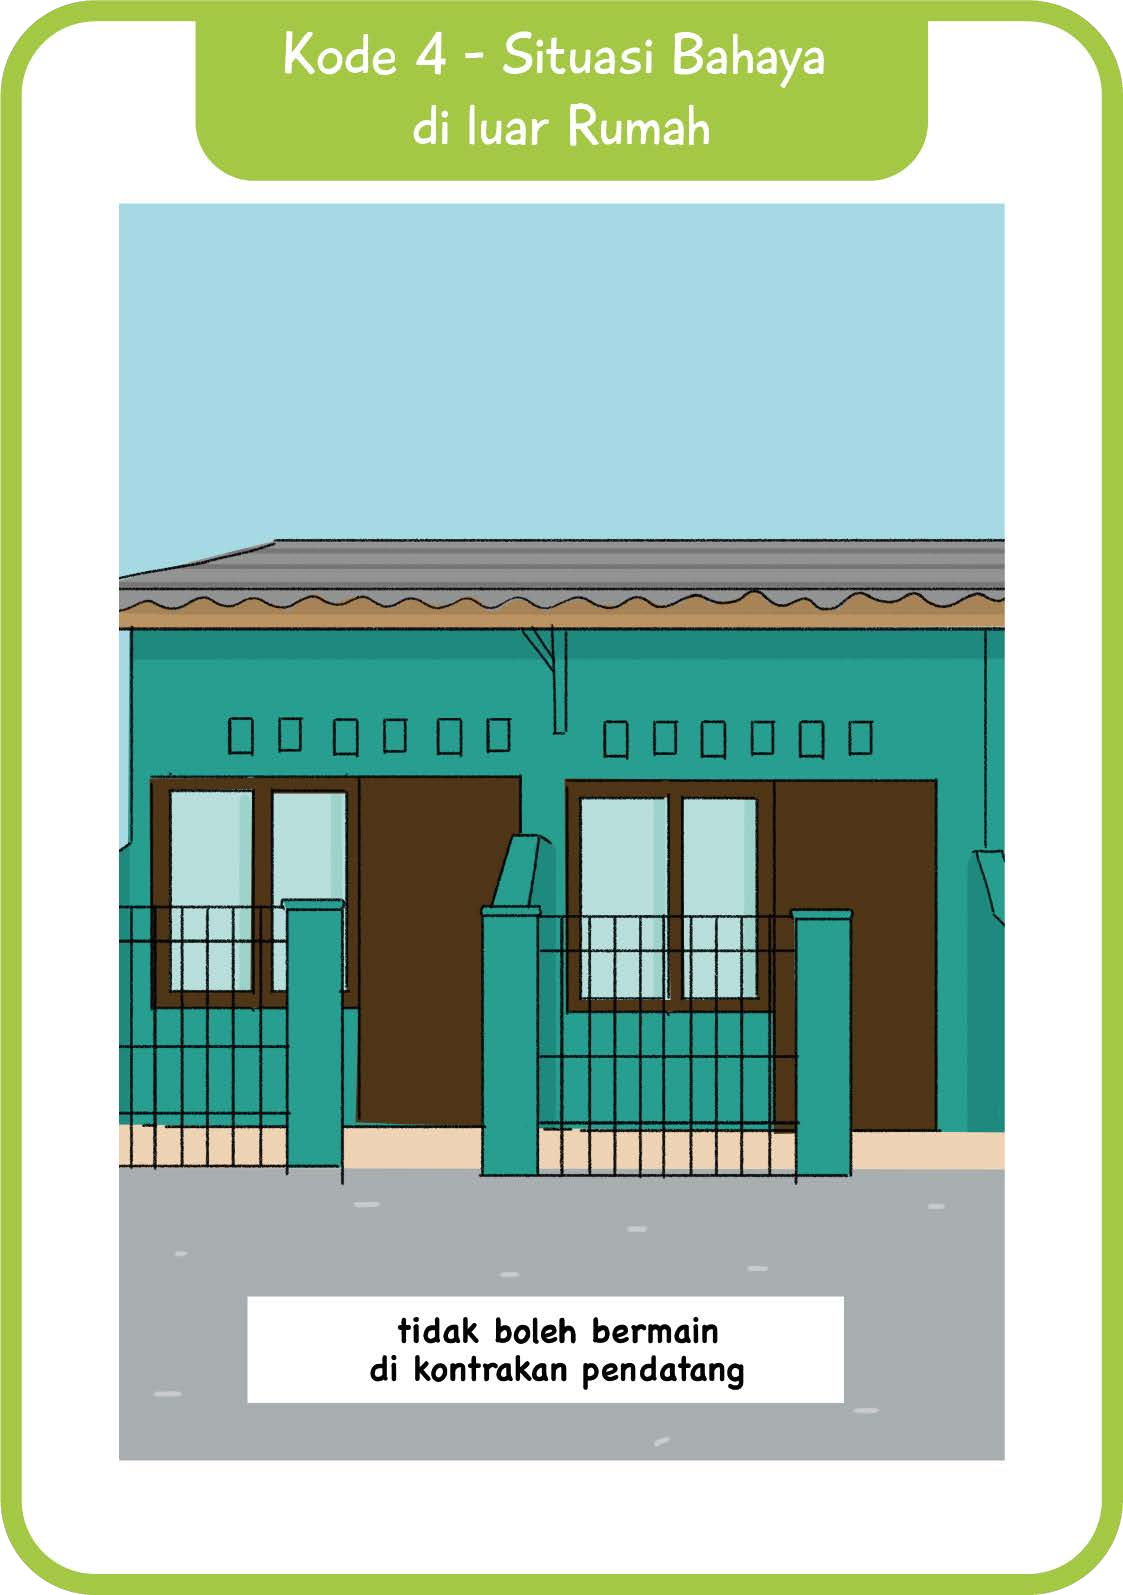 Kode 4 - Situasi Bahaya
di luar Rumah
tidak boleh bermain
di kontrakan pendatang